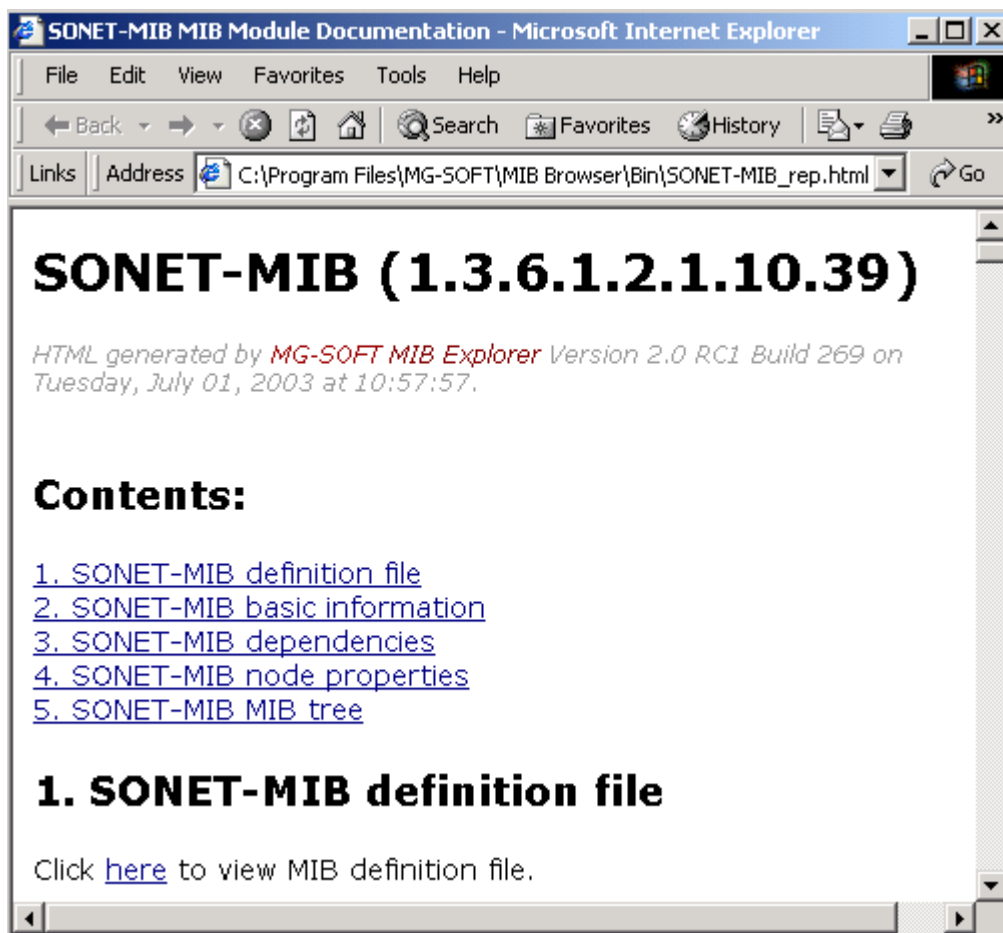 SONET-MIB MIB Module Documentation - Microsoft Internet Explorer
File Edit View Favorites Tools Help
Back Search Favorites History »
Links Address C:\Program Files\MG-SOFT\MIB Browser\Bin\SONET-MIB_rep.html Go
SONET-MIB (1.3.6.1.2.1.10.39)
HTML generated by MG-SOFT MIB Explorer Version 2.0 RC1 Build 269 on
Tuesday, July 01, 2003 at 10:57:57.
Contents:
1. SONET-MIB definition file
2. SONET-MIB basic information
3. SONET-MIB dependencies
4. SONET-MIB node properties
5. SONET-MIB MIB tree
1. SONET-MIB definition file
Click here to view MIB definition file.